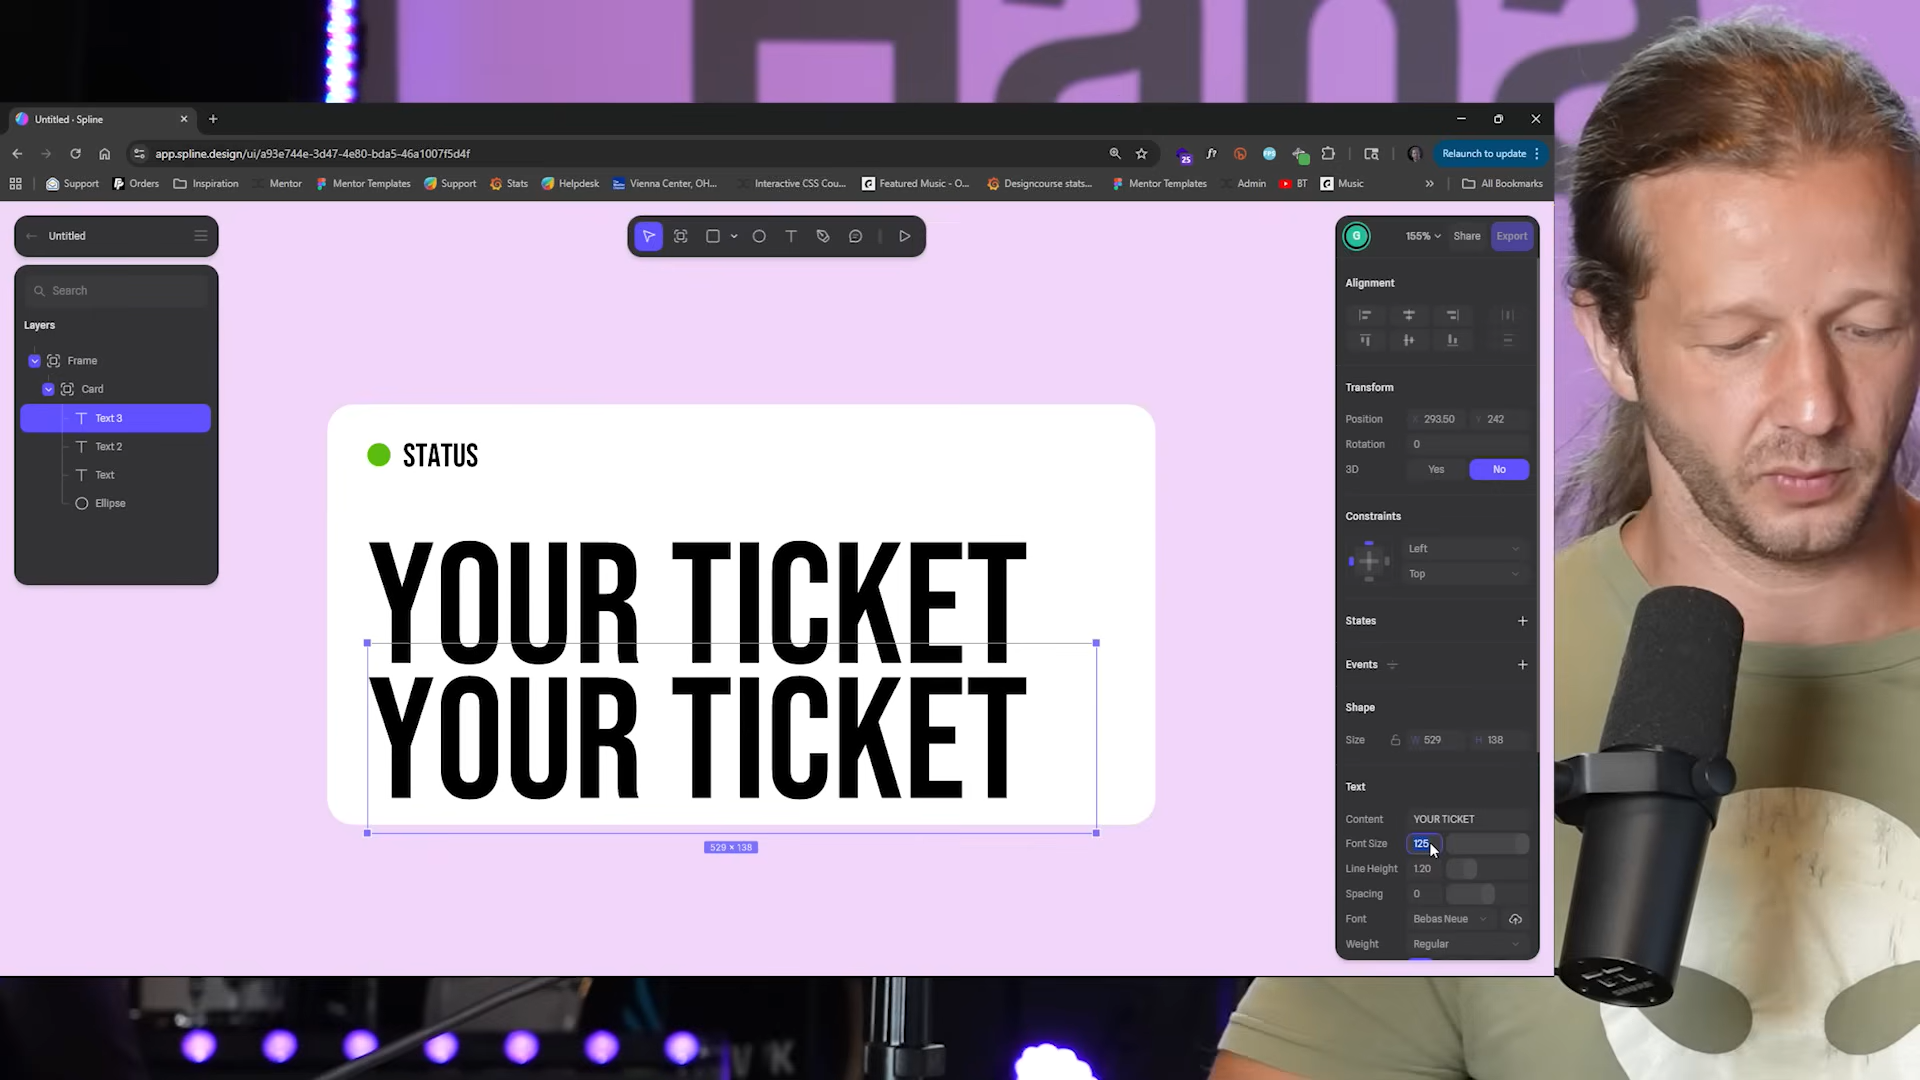 Untitled - Spline
app.spline.design/ui/a93e744e-3d47-4e80-bda5-46a1007f5d4f
25
f?
FPS
Relaunch to update
Support
Orders
Inspiration
Mentor
Mentor Templates
Support
Stats
Helpdesk
Vienna Center, OH...
Interactive CSS Cou...
Featured Music - O...
Designcourse stats...
Mentor Templates
Admin
BT
Music
»
All Bookmarks
Untitled
G
155%
Share
Export
Search
Layers
Frame
Card
Text 3
Text 2
Text
Ellipse
STATUS
YOUR TICKET
YOUR TICKET
529 × 138
Alignment
Transform
Position X 293.50 Y 242
Rotation 0
3D Yes No
Constraints
Left
Top
States
Events
Shape
Size W 529 H 138
Text
Content YOUR TICKET
Font Size 125
Line Height 1.20
Spacing 0
Font Bebas Neue
Weight Regular